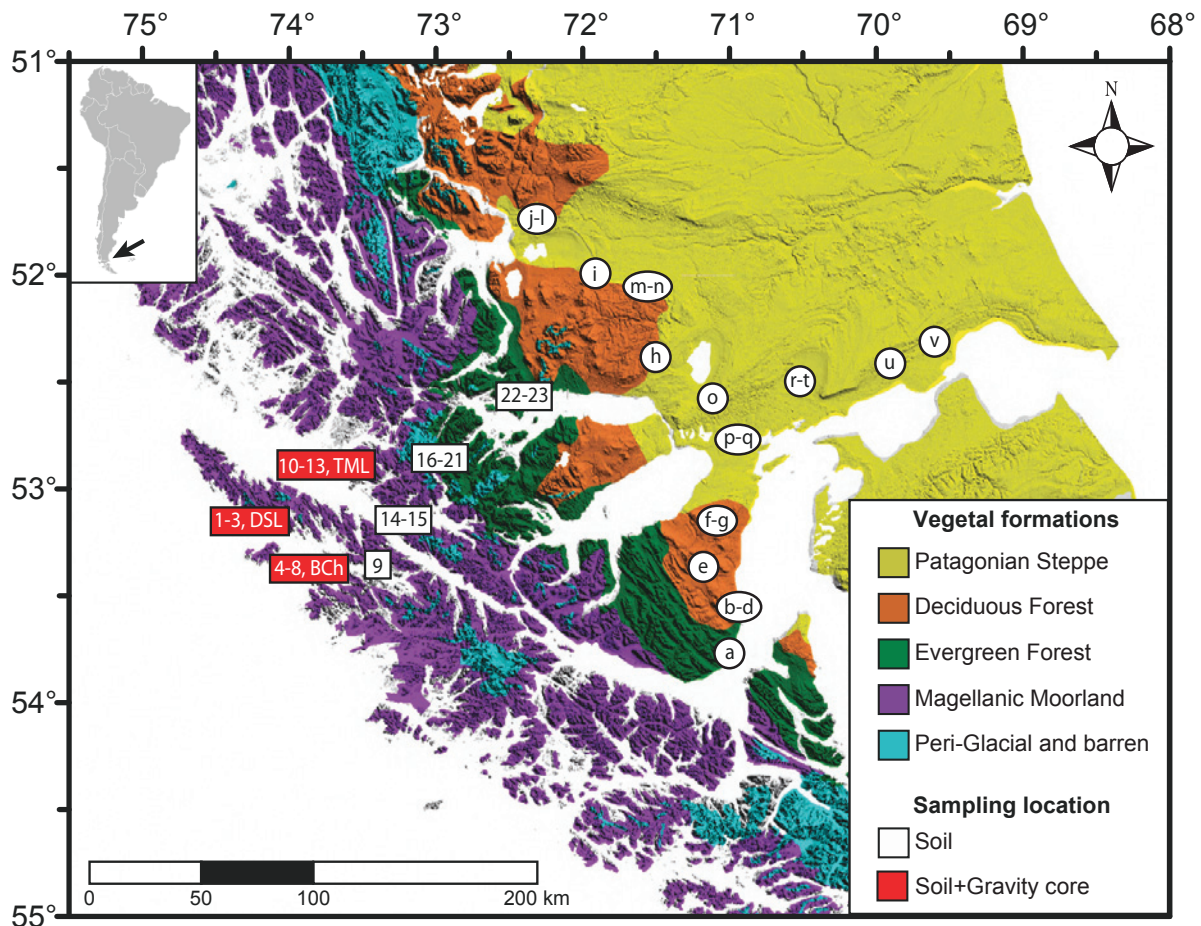 75° 74° 73° 72° 71° 70° 69° 68°
51°
N
j-l
i
m-n
52°
v
h
u
r-t
o
22-23
p-q
16-21
10-13, TML
53°
1-3, DSL
14-15
f-g
4-8, BCh
9
e
b-d
a
54°
55°
Vegetal formations
Patagonian Steppe
Deciduous Forest
Evergreen Forest
Magellanic Moorland
Peri-Glacial and barren
Sampling location
Soil
Soil+Gravity core
0 50 100 200 km